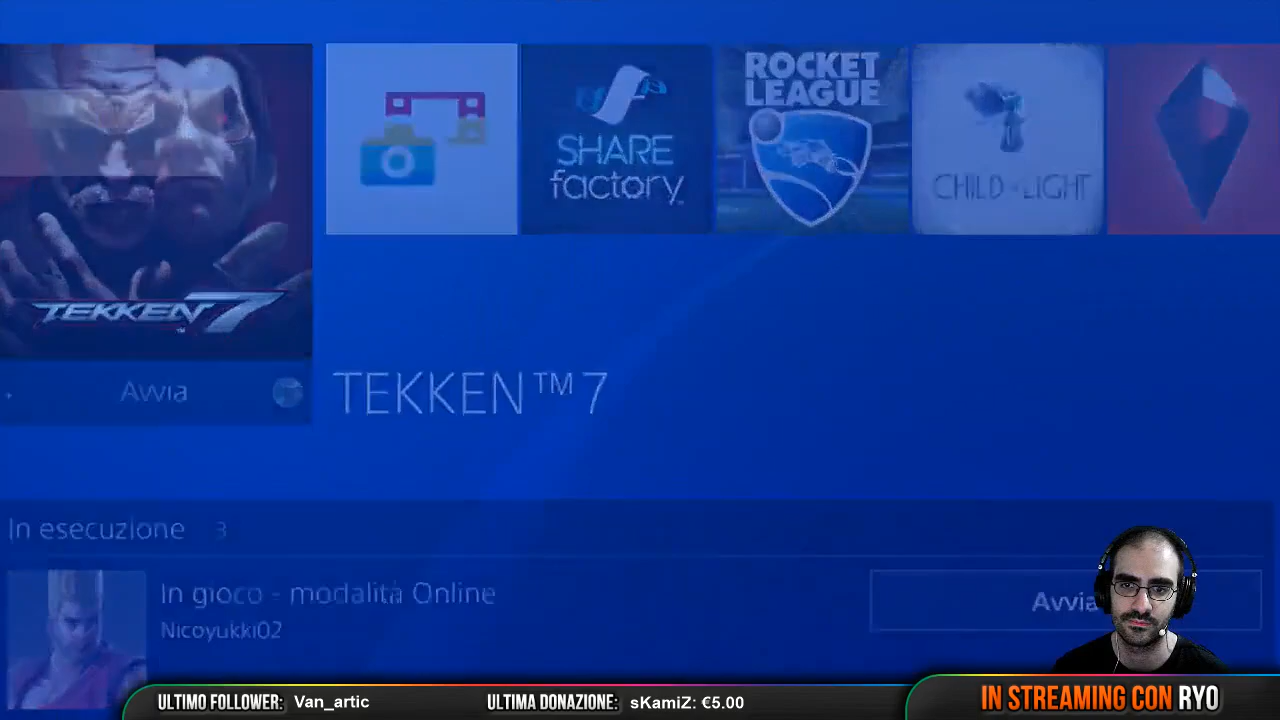 ROCKET
LEAGUE
SHARE
factory
CHILD OF LIGHT
TEKKEN 7
Avvia
TEKKEN™7
In esecuzione 3
In gioco - modalità Online
Nicoyukki02
Avvia
ULTIMO FOLLOWER: Van_artic
ULTIMA DONAZIONE: sKamiZ: €5.00
IN STREAMING CON RYO